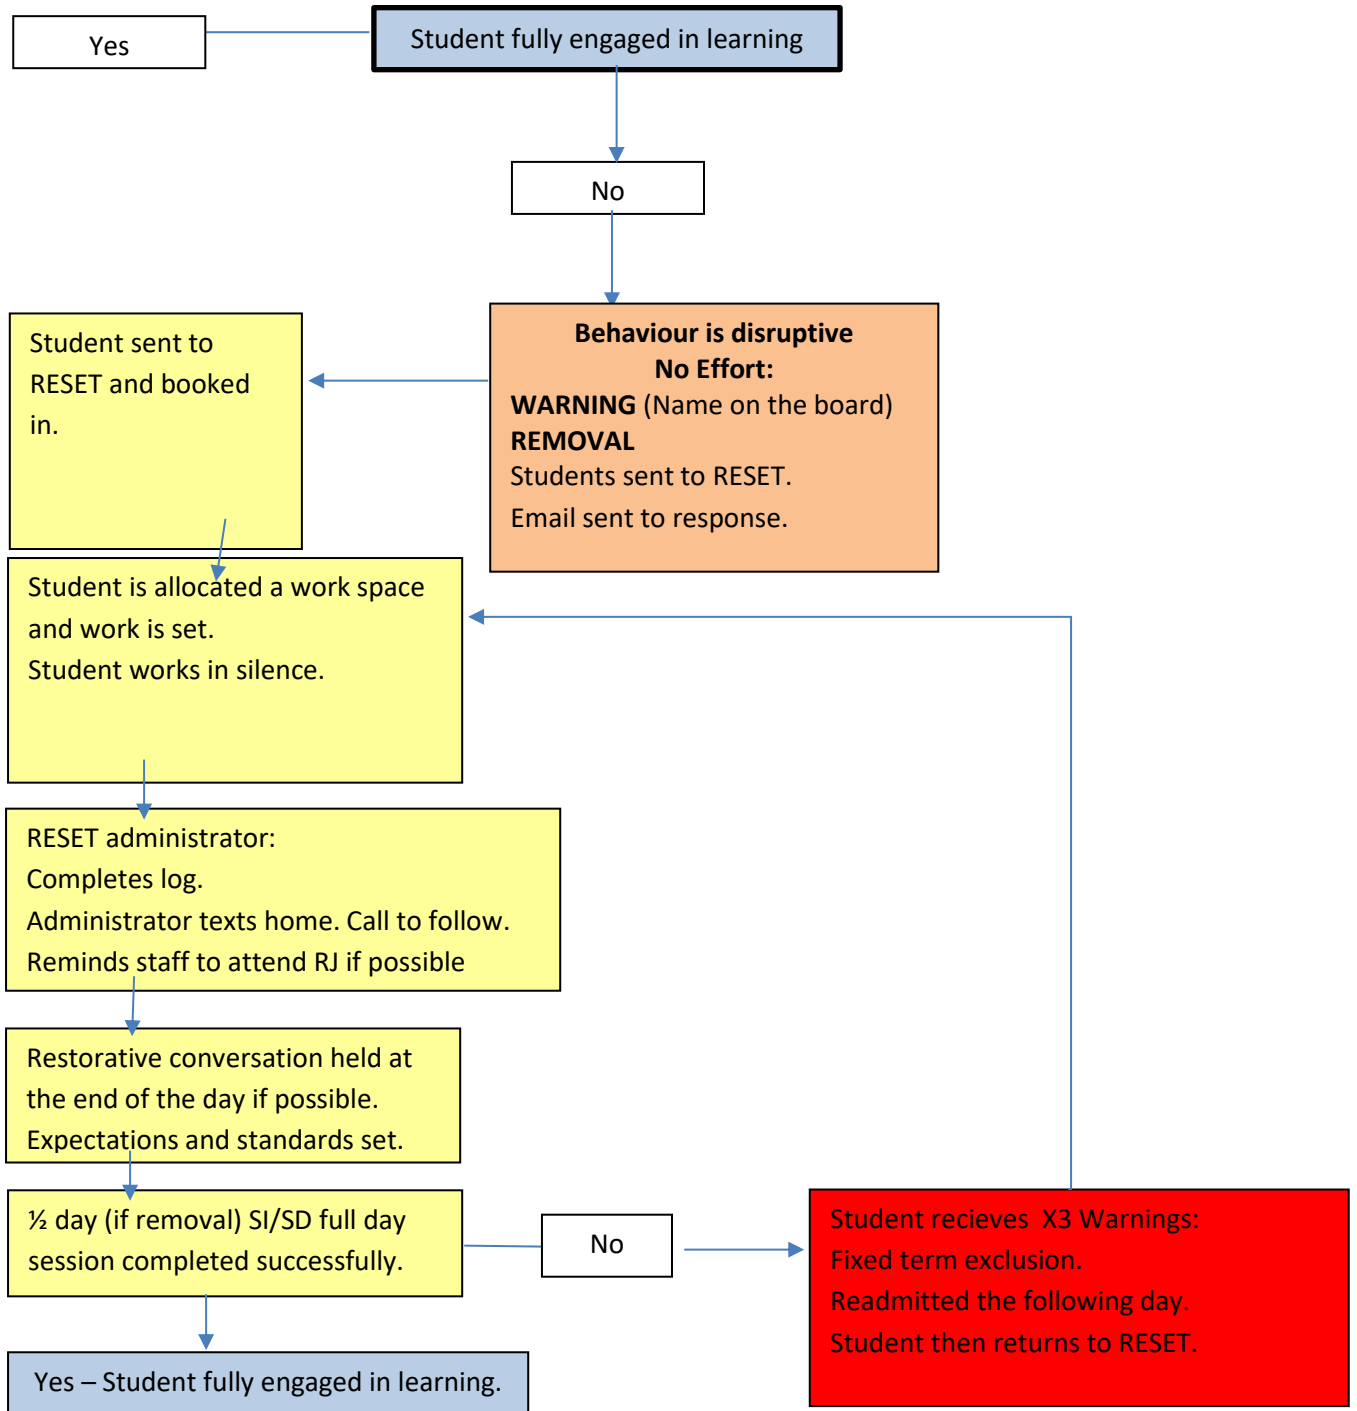 Yes
Student fully engaged in learning
No
Behaviour is disruptive
No Effort:
WARNING (Name on the board)
REMOVAL
Students sent to RESET.
Email sent to response.
Student sent to
RESET and booked
in.
Student is allocated a work space
and work is set.
Student works in silence.
RESET administrator:
Completes log.
Administrator texts home. Call to follow.
Reminds staff to attend RJ if possible
Restorative conversation held at
the end of the day if possible.
Expectations and standards set.
½ day (if removal) SI/SD full day
session completed successfully.
No
Student recieves  X3 Warnings:
Fixed term exclusion.
Readmitted the following day.
Student then returns to RESET.
Yes – Student fully engaged in learning.